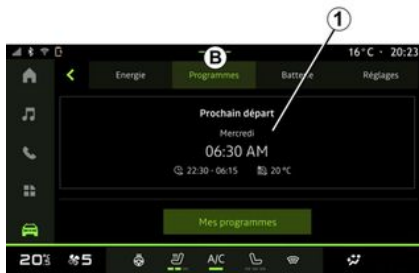 1
16°C · 20:23
B
Energie Programmes Batterie Réglages
Prochain départ
Mercredi
06:30 AM
22:30 - 06:15 20 °C
Mes programmes
20 5 A/C